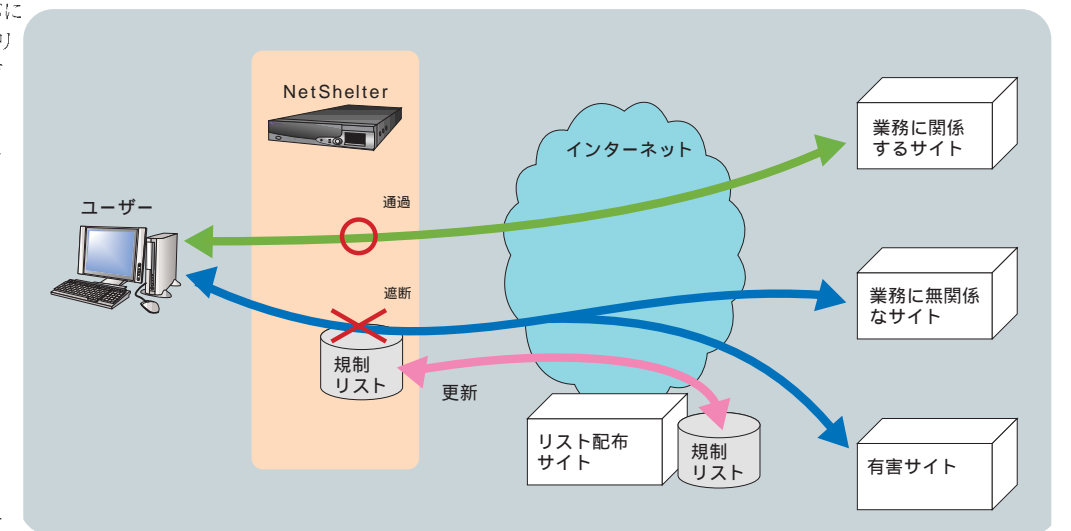 NetShelter
インターネット
業務に関係
するサイト
通過
ユーザー
遮断
業務に無関係
なサイト
規制
リスト
更新
リスト配布
サイト
規制
リスト
有害サイト